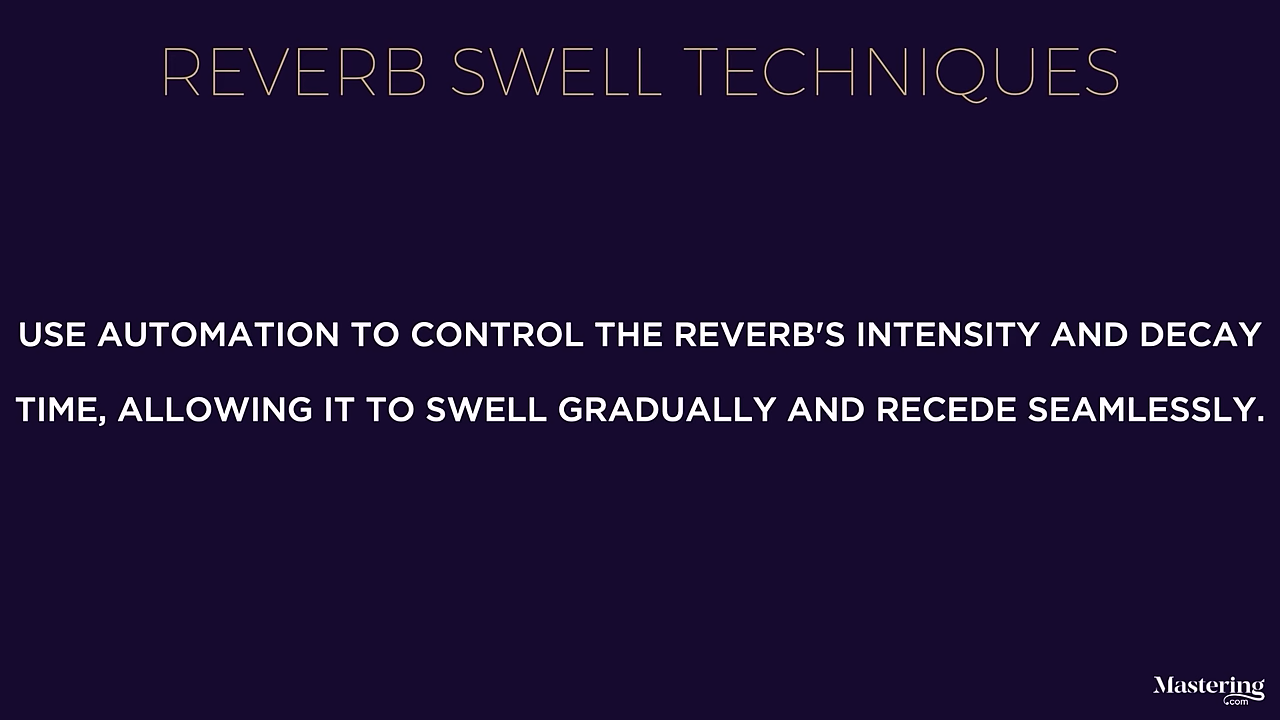 REVERB SWELL TECHNIQUES
USE AUTOMATION TO CONTROL THE REVERB'S INTENSITY AND DECAY
TIME, ALLOWING IT TO SWELL GRADUALLY AND RECEDE SEAMLESSLY.
Mastering
.com